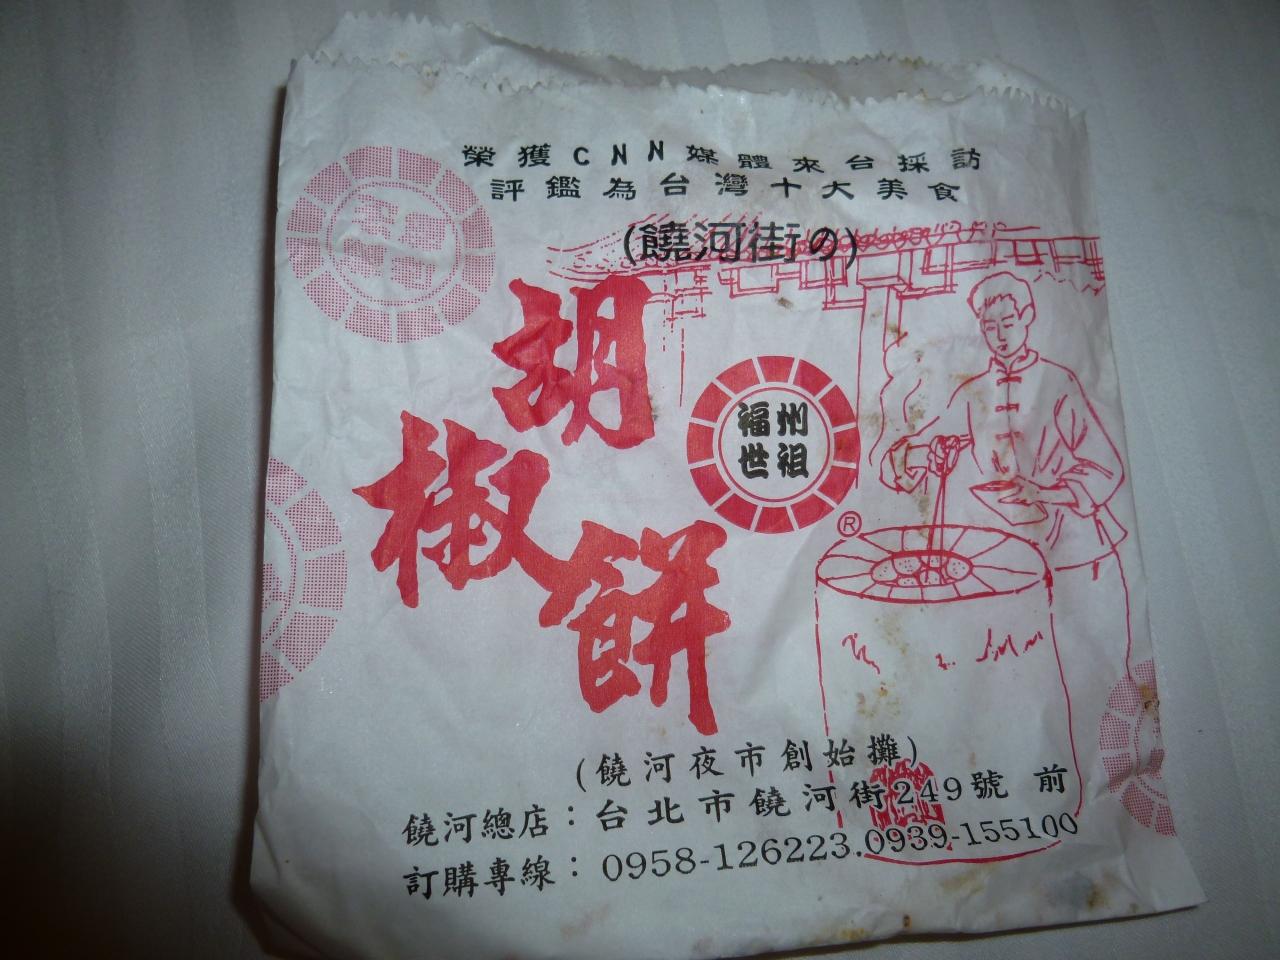 榮獲CNN媒體來台採訪
評鑑為台灣十大美食
(饒河街の)
胡椒餅
福州
世祖
®
(饒河夜市創始攤)
饒河總店：台北市饒河街249號 前
訂購專線：0958-126223.0939-155100